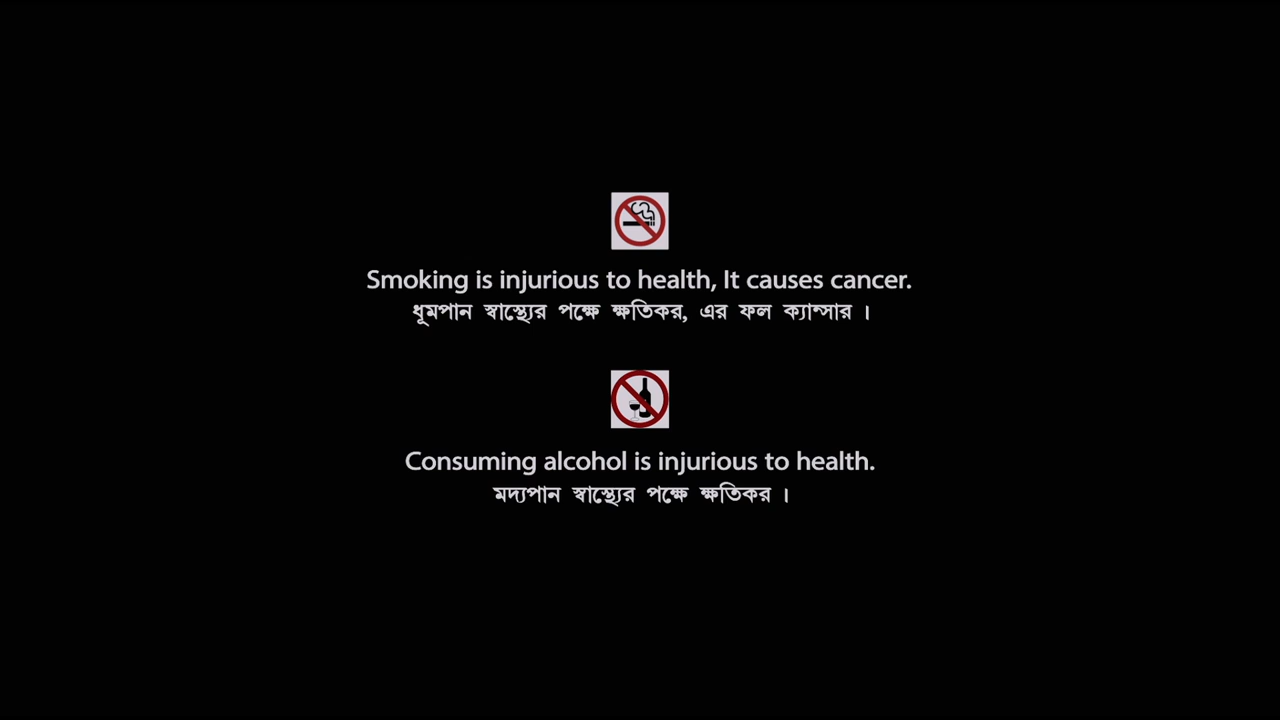 Smoking is injurious to health, It causes cancer.
ধূমপান স্বাস্থ্যের পক্ষে ক্ষতিকর, এর ফল ক্যান্সার ।
Consuming alcohol is injurious to health.
মদ্যপান স্বাস্থ্যের পক্ষে ক্ষতিকর ।